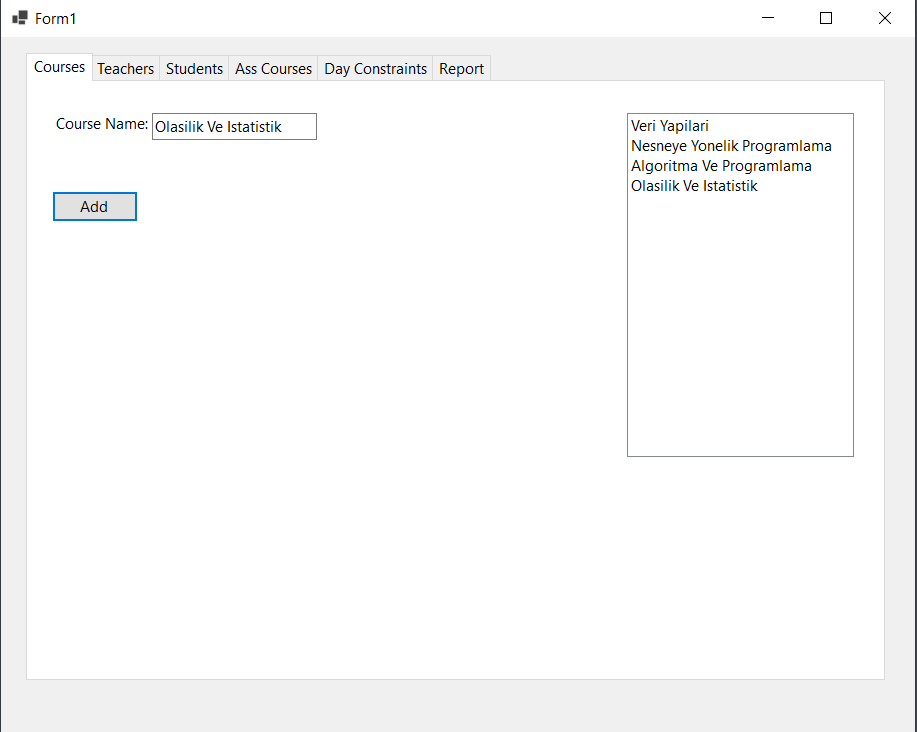 Form1
Courses Teachers Students Ass Courses Day Constraints Report
Course Name: Olasilik Ve Istatistik
Add
Veri Yapilari
Nesneye Yonelik Programlama
Algoritma Ve Programlama
Olasilik Ve Istatistik